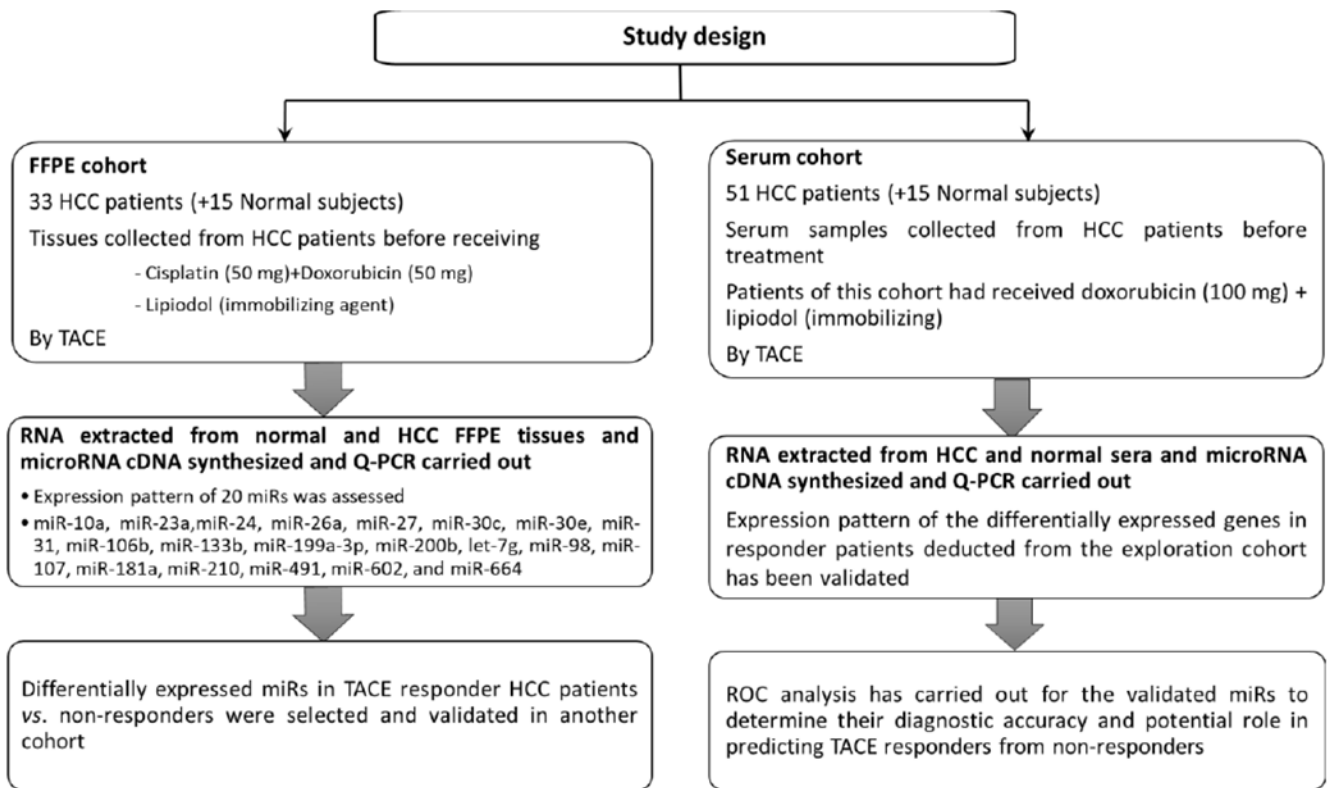 Study design
FFPE cohort
33 HCC patients (+15 Normal subjects)
Tissues collected from HCC patients before receiving
- Cisplatin (50 mg)+Doxorubicin (50 mg)
- Lipiodol (immobilizing agent)
By TACE
RNA extracted from normal and HCC FFPE tissues and
microRNA cDNA synthesized and Q-PCR carried out
• Expression pattern of 20 miRs was assessed
• miR-10a, miR-23a,miR-24, miR-26a, miR-27, miR-30c, miR-30e, miR-
31, miR-106b, miR-133b, miR-199a-3p, miR-200b, let-7g, miR-98, miR-
107, miR-181a, miR-210, miR-491, miR-602, and miR-664
Differentially expressed miRs in TACE responder HCC patients
vs. non-responders were selected and validated in another
cohort
Serum cohort
51 HCC patients (+15 Normal subjects)
Serum samples collected from HCC patients before
treatment
Patients of this cohort had received doxorubicin (100 mg) +
lipiodol (immobilizing)
By TACE
RNA extracted from HCC and normal sera and microRNA
cDNA synthesized and Q-PCR carried out
Expression pattern of the differentially expressed genes in
responder patients deducted from the exploration cohort
has been validated
ROC analysis has carried out for the validated miRs to
determine their diagnostic accuracy and potential role in
predicting TACE responders from non-responders